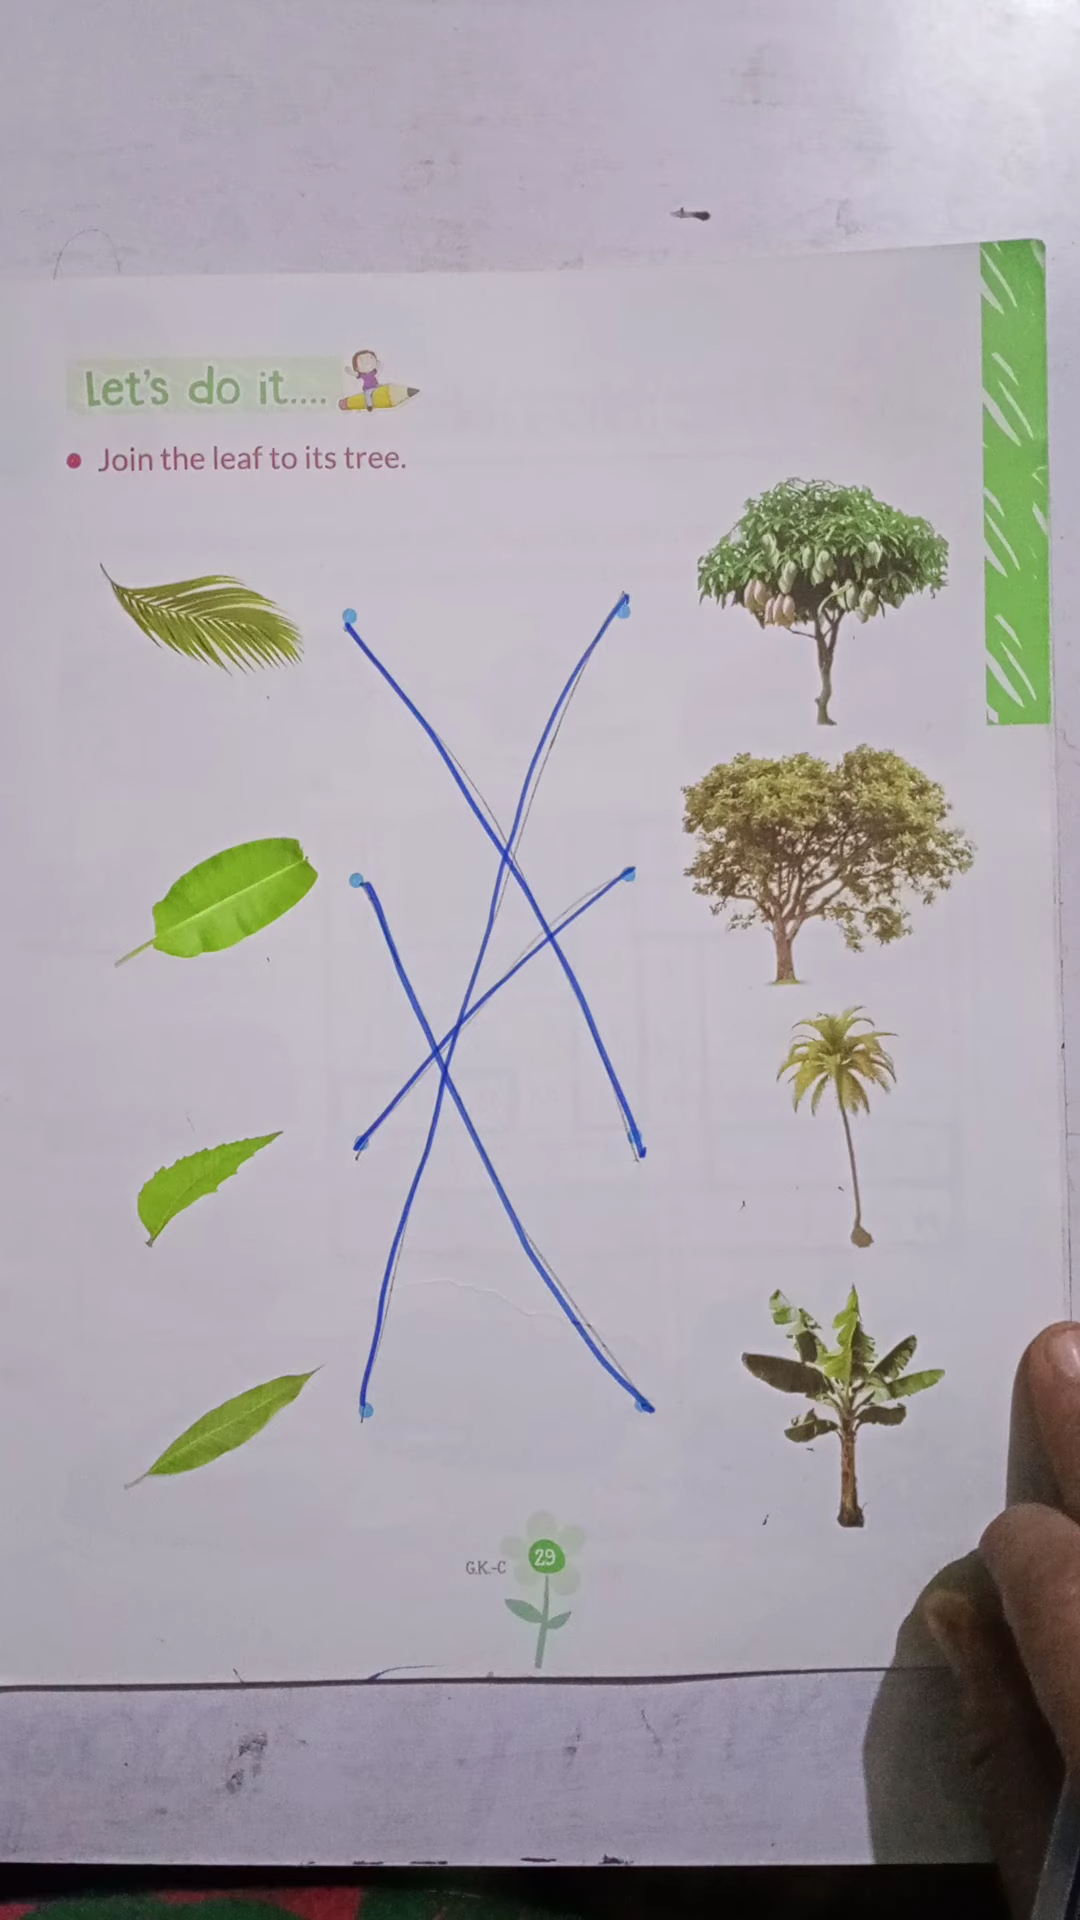 Let's do it....
Join the leaf to its tree.
G.K.-C 29